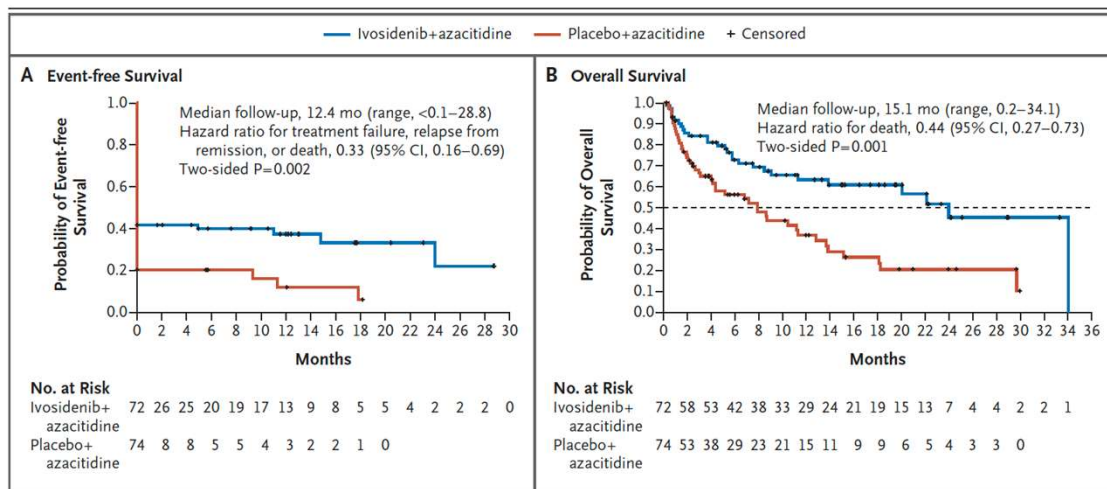 Ivosidenib+azacitidine Placebo+azacitidine + Censored
A Event-free Survival
Median follow-up, 12.4 mo (range, <0.1–28.8)
Hazard ratio for treatment failure, relapse from
remission, or death, 0.33 (95% CI, 0.16–0.69)
Two-sided P=0.002
Probability of Event-free
Survival
1.0
0.8
0.6
0.4
0.2
0.0
0 2 4 6 8 10 12 14 16 18 20 22 24 26 28 30
Months
No. at Risk
Ivosidenib+
azacitidine
72 26 25 20 19 17 13 9 8 5 5 4 2 2 2 0
Placebo+
azacitidine
74 8 8 5 5 4 3 2 2 1 0
B Overall Survival
Median follow-up, 15.1 mo (range, 0.2–34.1)
Hazard ratio for death, 0.44 (95% CI, 0.27–0.73)
Two-sided P=0.001
Probability of Overall
Survival
1.0
0.9
0.8
0.7
0.6
0.5
0.4
0.3
0.2
0.1
0.0
0 2 4 6 8 10 12 14 16 18 20 22 24 26 28 30 32 34 36
Months
No. at Risk
Ivosidenib+
azacitidine
72 58 53 42 38 33 29 24 21 19 15 13 7 4 4 2 2 1
Placebo+
azacitidine
74 53 38 29 23 21 15 11 9 9 6 5 4 3 3 0